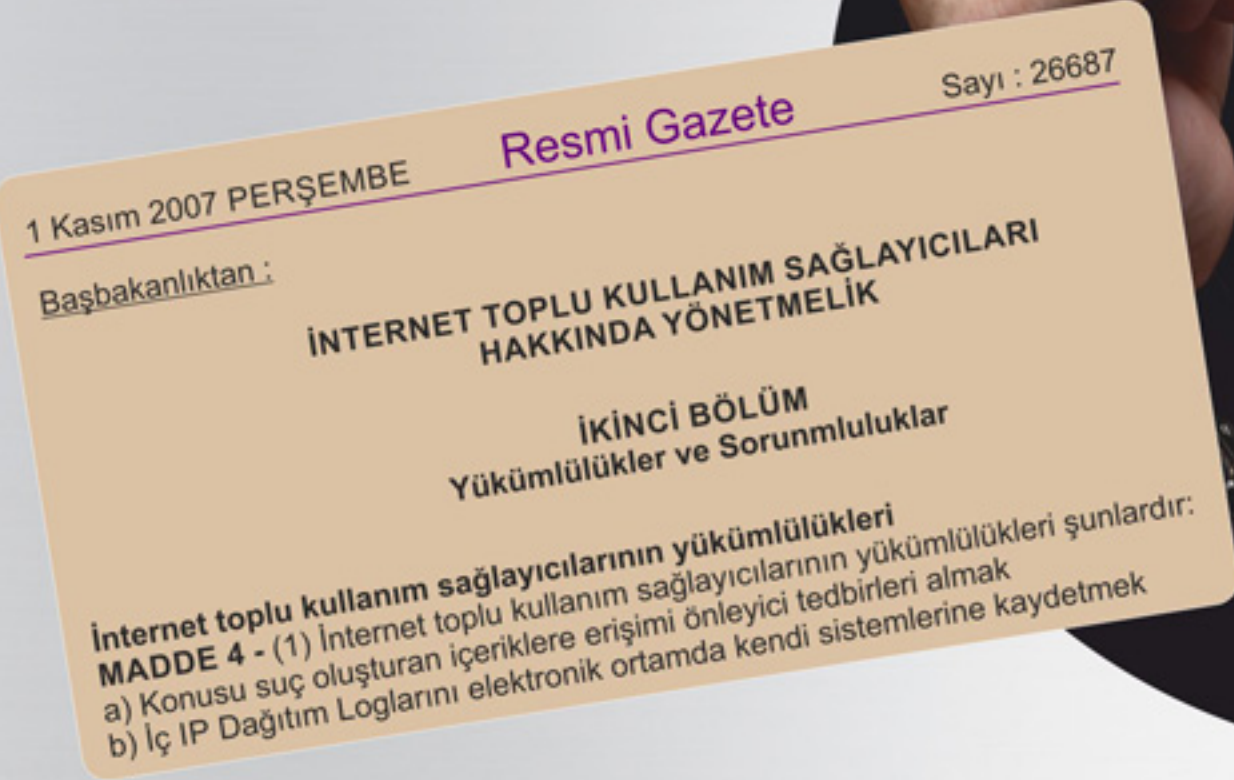 1 Kasım 2007 PERŞEMBE Resmi Gazete Sayı : 26687
Başbakanlıktan :
İNTERNET TOPLU KULLANIM SAĞLAYICILARI
HAKKINDA YÖNETMELİK
İKİNCİ BÖLÜM
Yükümlülükler ve Sorunmluluklar
İnternet toplu kullanım sağlayıcılarının yükümlülükleri
MADDE 4 - (1) İnternet toplu kullanım sağlayıcılarının yükümlülükleri şunlardır:
a) Konusu suç oluşturan içeriklere erişimi önleyici tedbirleri almak
b) İç IP Dağıtım Loglarını elektronik ortamda kendi sistemlerine kaydetmek